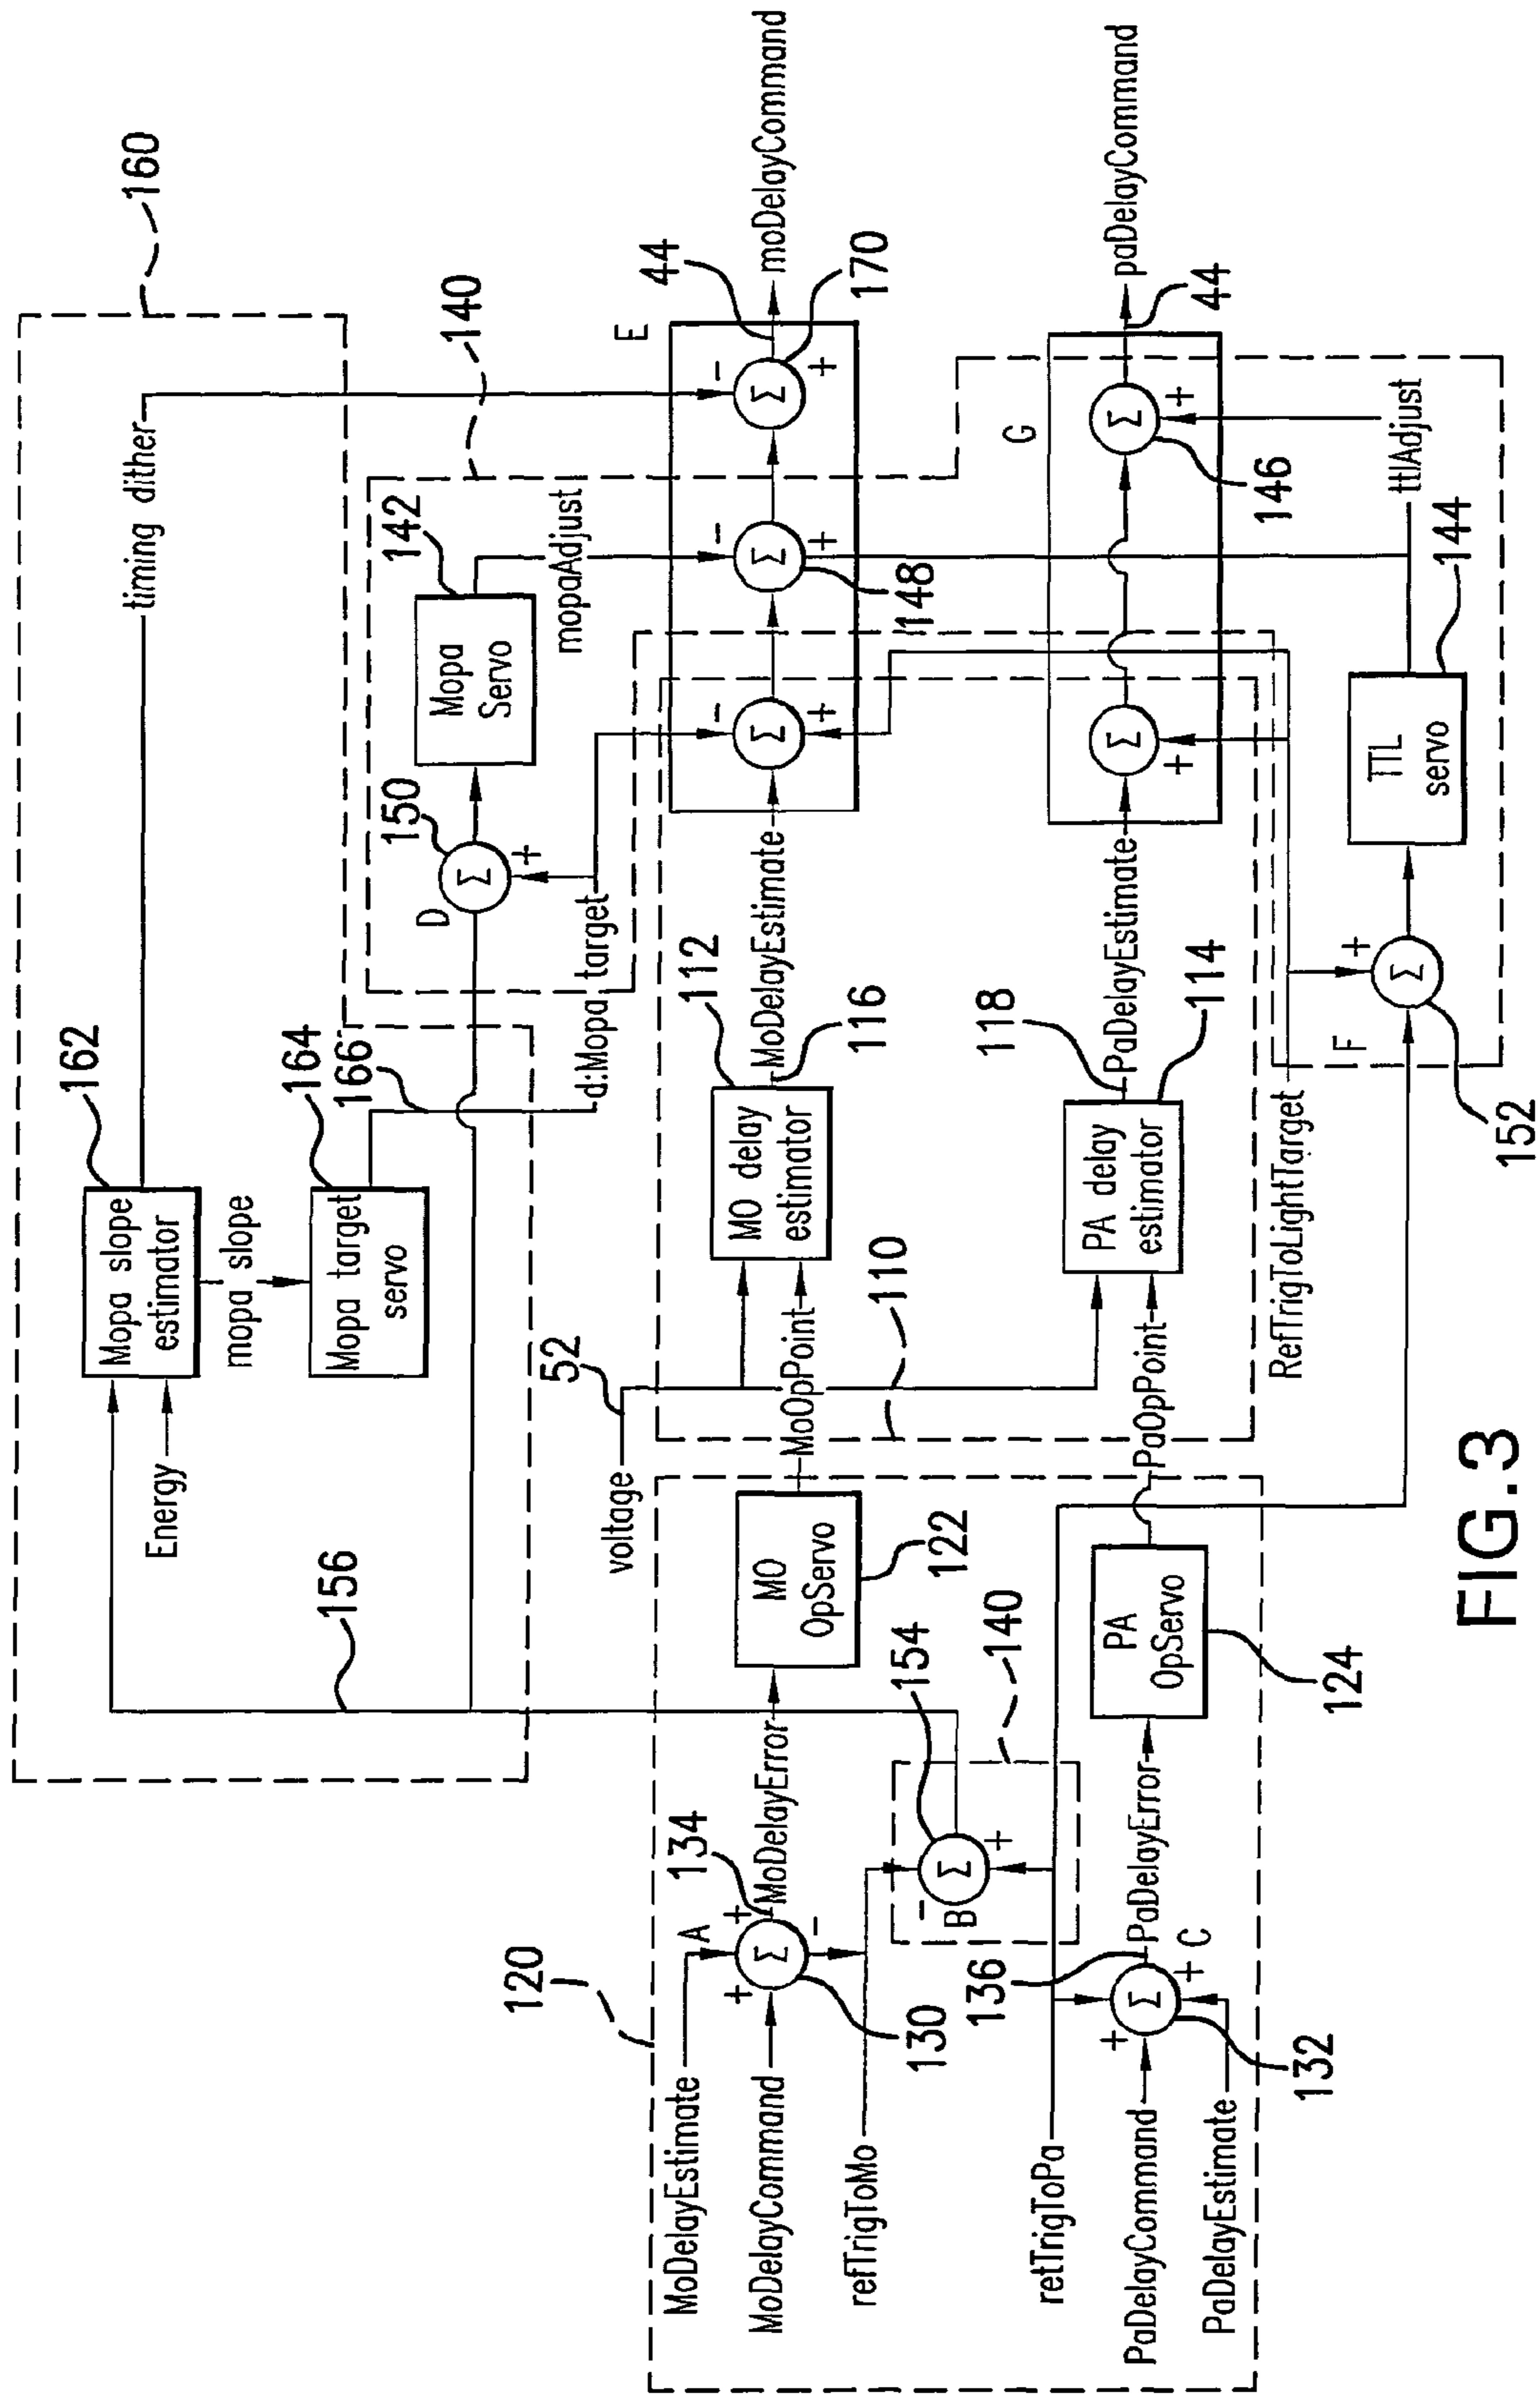 160
timing dither
162
Mopa slope
estimator
mopa slope
Energy
164
166
Mopa target
servo
156
140
142
Mopa
Servo
mopaAdjust
150
Σ
+
D
d:Mopa target
E
44
moDelayCommand
170
-
Σ
+
-
Σ
+
148
-
Σ
+
MoDelayEstimate
112
116
MO delay
estimator
52
voltage
MoOpPoint
110
MO
OpServo
122
120
134
MoDelayError
A
+
+
Σ
-
130
MoDelayEstimate
MoDelayCommand
refTrigToMo
154
140
Σ
-
+
B
retTrigToPa
136
PaDelayError
C
+
+
Σ
132
PaDelayCommand
PaDelayEstimate
PA
OpServo
124
PaOpPoint
PA delay
estimator
114
118
PaDelayEstimate
G
Σ
+
Σ
+
146
44
paDelayCommand
RefTrigToLightTarget
F
+
Σ
152
TTL
servo
144
ttlAdjust
FIG.3